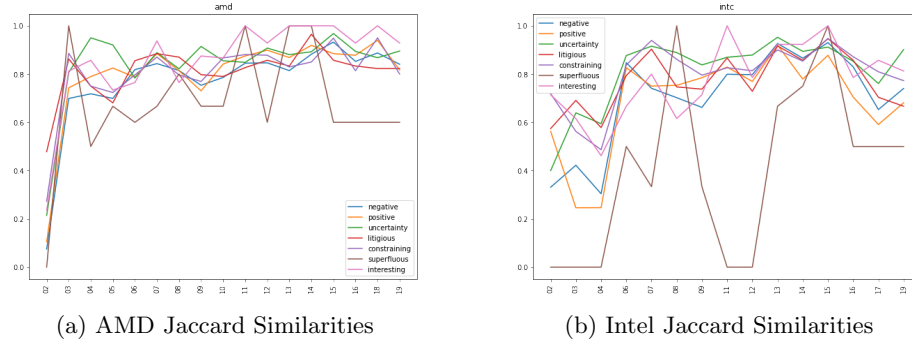 amd
1.0
0.8
0.6
0.4
0.2
0.0
02 03 04 05 06 07 08 09 10 11 12 13 14 15 16 18 19
negative
positive
uncertainty
litigious
constraining
superfluous
interesting
(a) AMD Jaccard Similarities
intc
1.0
0.8
0.6
0.4
0.2
0.0
02 03 04 06 07 08 09 11 12 13 14 15 16 17 19
negative
positive
uncertainty
litigious
constraining
superfluous
interesting
(b) Intel Jaccard Similarities